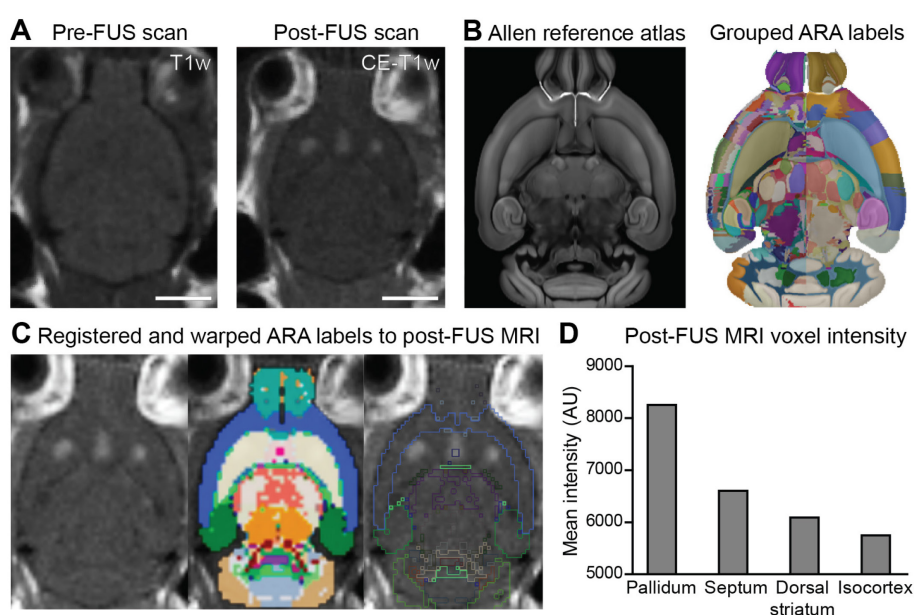 A Pre-FUS scan
T1w
Post-FUS scan
CE-T1w
B Allen reference atlas
Grouped ARA labels
C Registered and warped ARA labels to post-FUS MRI
D Post-FUS MRI voxel intensity
Mean intensity (AU)
9000
8000
7000
6000
5000
Pallidum Septum Dorsal Isocortex
striatum